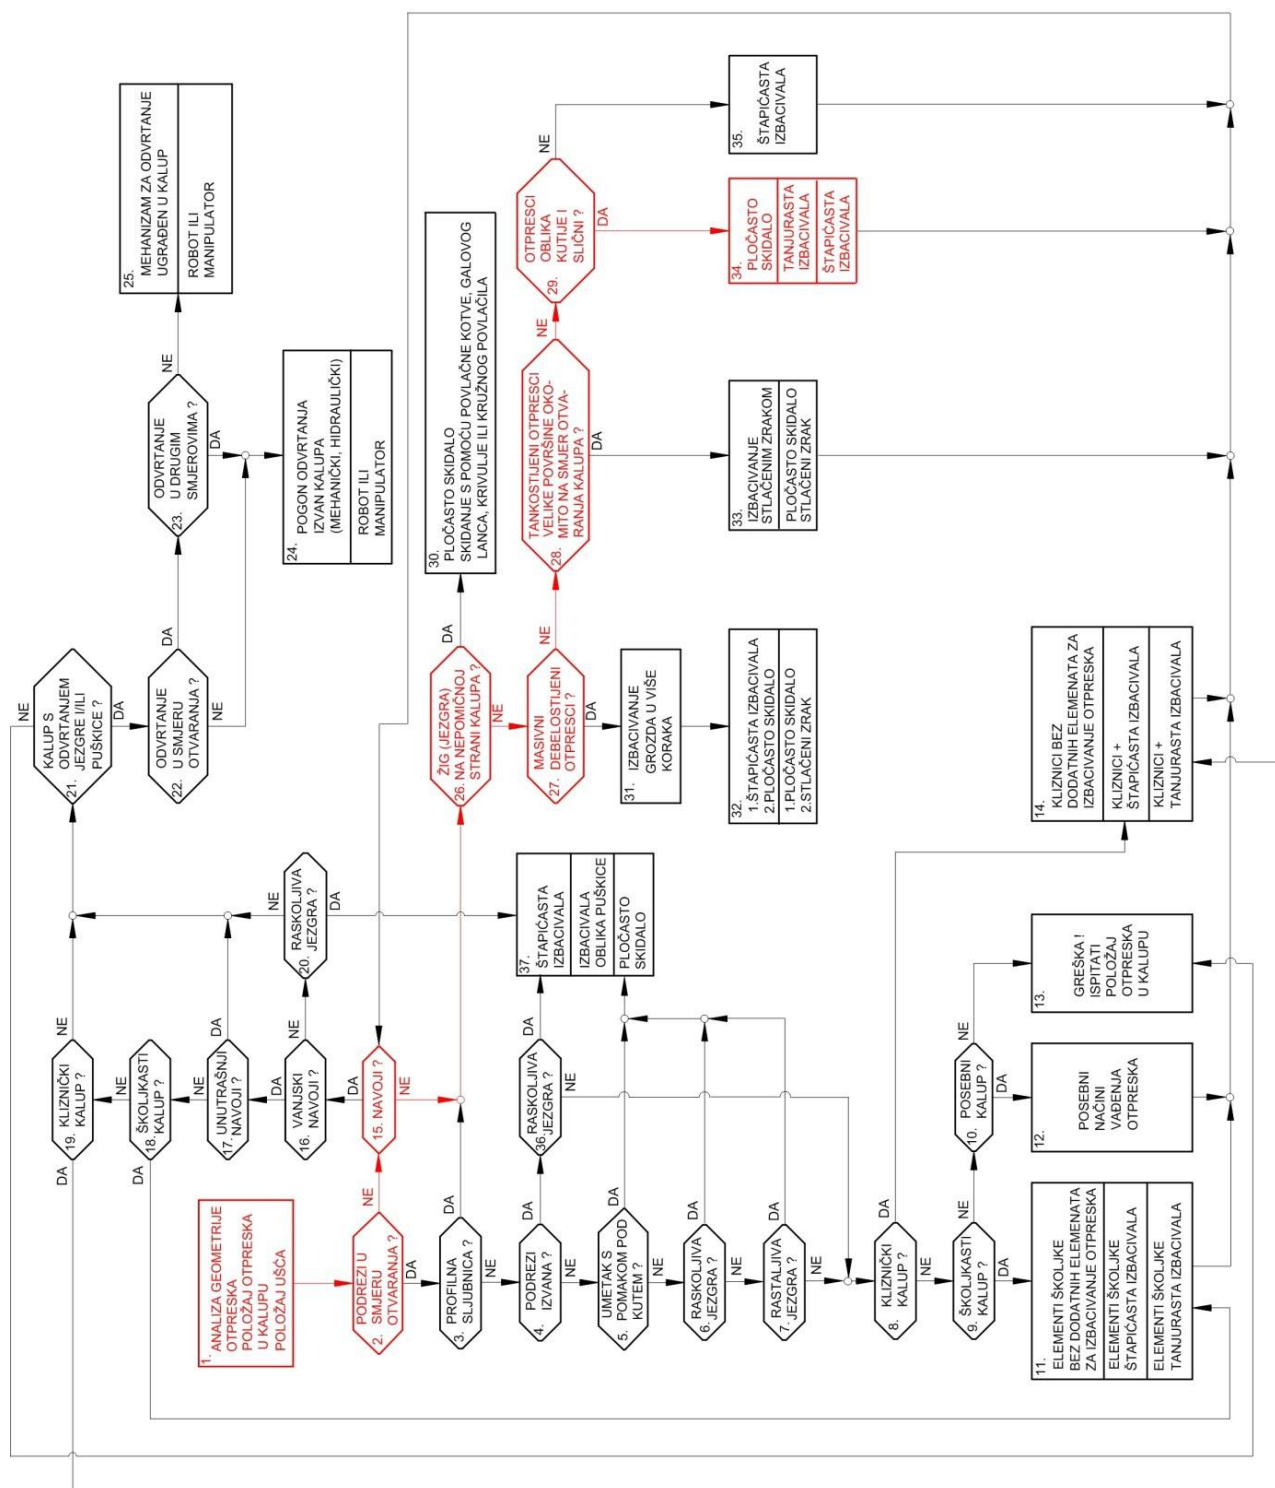 1. ANALIZA GEOMETRIJE
OTPRESKA
POLOŽAJ OTPRESKA
U KALUPU
POLOŽAJ UŠĆA
PODREZI U
SMJERU
2. OTVARANJA ?
DA
NE
3. PROFILNA
SLJUBNICA ?
DA
NE
4. PODREZI
IZVANA ?
DA
NE
UMETAK S
POMAKOM POD
5. KUTEM ?
DA
NE
6. RASKOLJIVA
JEZGRA ?
DA
NE
7. RASTALJIVA
JEZGRA ?
DA
NE
8. KLIZNIČKI
KALUP ?
DA
NE
9. ŠKOLJKASTI
KALUP ?
NE
DA
10. POSEBNI
KALUP ?
NE
DA
11. ELEMENTI ŠKOLJKE
BEZ DODATNIH ELEMENATA
ZA IZBACIVANJE OTPRESKA
ELEMENTI ŠKOLJKE
ŠTAPIĆASTA IZBACIVALA
ELEMENTI ŠKOLJKE
TANJURASTA IZBACIVALA
12. POSEBNI
NAČINI
VAĐENJA
OTPRESKA
13. GREŠKA !
ISPITATI
POLOŽAJ
OTPRESKA
U KALUPU
14. KLIZNICI BEZ
DODATNIH ELEMENATA ZA
IZBACIVANJE OTPRESKA
KLIZNICI +
ŠTAPIĆASTA IZBACIVALA
KLIZNICI +
TANJURASTA IZBACIVALA
15. NAVOJI ?
DA
NE
16. VANJSKI
NAVOJI ?
DA
NE
17. UNUTRAŠNJI
NAVOJI ?
DA
NE
18. ŠKOLJKASTI
KALUP ?
DA
NE
19. KLIZNIČKI
KALUP ?
DA
NE
20. RASKOLJIVA
JEZGRA ?
NE
DA
KALUP S
ODVRTANJEM
21. JEZGRE I/ILI
PUŠKICE ?
NE
DA
ODVRTANJE
U SMJERU
22. OTVARANJA ?
DA
NE
ODVRTANJE
U DRUGIM
23. SMJEROVIMA ?
NE
DA
24. POGON ODVRTANJA
IZVAN KALUPA
(MEHANIČKI, HIDRAULIČKI)
ROBOT ILI
MANIPULATOR
25. MEHANIZAM ZA ODVRTANJE
UGRAĐEN U KALUP
ROBOT ILI
MANIPULATOR
ŽIG (JEZGRA)
26. NA NEPOMIČNOJ
STRANI KALUPA ?
DA
NE
MASIVNI
27. DEBELOSTIJENI
OTPRESCI ?
NE
DA
TANKOSTIJENI OTPRESCI
VELIKE POVRŠINE OKO-
28. MITO NA SMJER OTVA-
RANJA KALUPA ?
NE
DA
OTPRESCI
OBLIKA
KUTIJE I
29. SLIČNI ?
NE
DA
30. PLOČASTO SKIDALO
SKIDANJE S POMOĆU POVLAČNE KOTVE, GALOVOG
LANCA, KRIVULJE ILI KRUŽNOG POVLAČILA
31. IZBACIVANJE
GROZDA U VIŠE
KORAKA
32. 1.ŠTAPIĆASTA IZBACIVALA
2.PLOČASTO SKIDALO
1.PLOČASTO SKIDALO
2.STLAČENI ZRAK
33. IZBACIVANJE
STLAČENIM ZRAKOM
PLOČASTO SKIDALO
STLAČENI ZRAK
34. PLOČASTO
SKIDALO
TANJURASTA
IZBACIVALA
ŠTAPIĆASTA
IZBACIVALA
35. ŠTAPIĆASTA
IZBACIVALA
36. RASKOLJIVA
JEZGRA ?
DA
NE
37. ŠTAPIĆASTA
IZBACIVALA
IZBACIVALA
OBLIKA PUŠKICE
PLOČASTO
SKIDALO